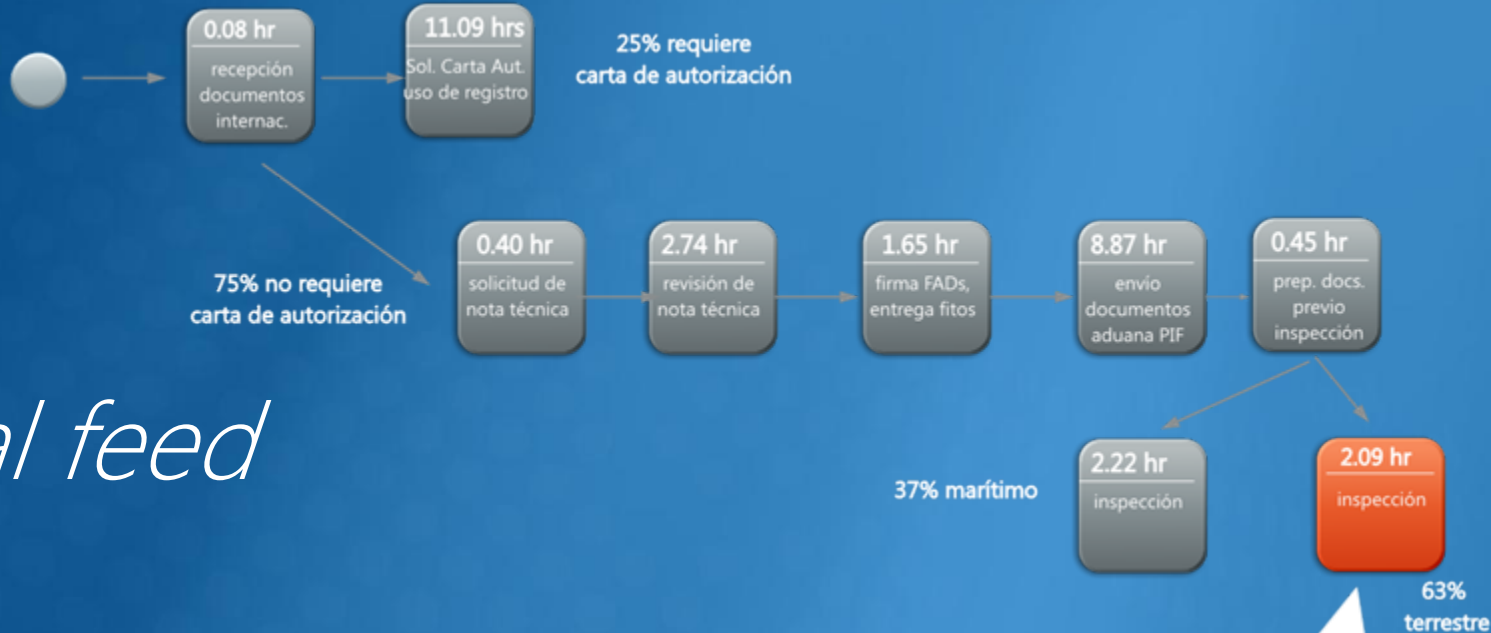 0.08 hr
recepción
documentos
internac.
11.09 hrs
Sol. Carta Aut.
uso de registro
25% requiere
carta de autorización
75% no requiere
carta de autorización
0.40 hr
solicitud de
nota técnica
2.74 hr
revisión de
nota técnica
1.65 hr
firma FADs,
entrega fitos
8.87 hr
envío
documentos
aduana PIF
0.45 hr
prep. docs.
previo
inspección
al feed
37% marítimo
2.22 hr
inspección
2.09 hr
inspección
63%
terrestre